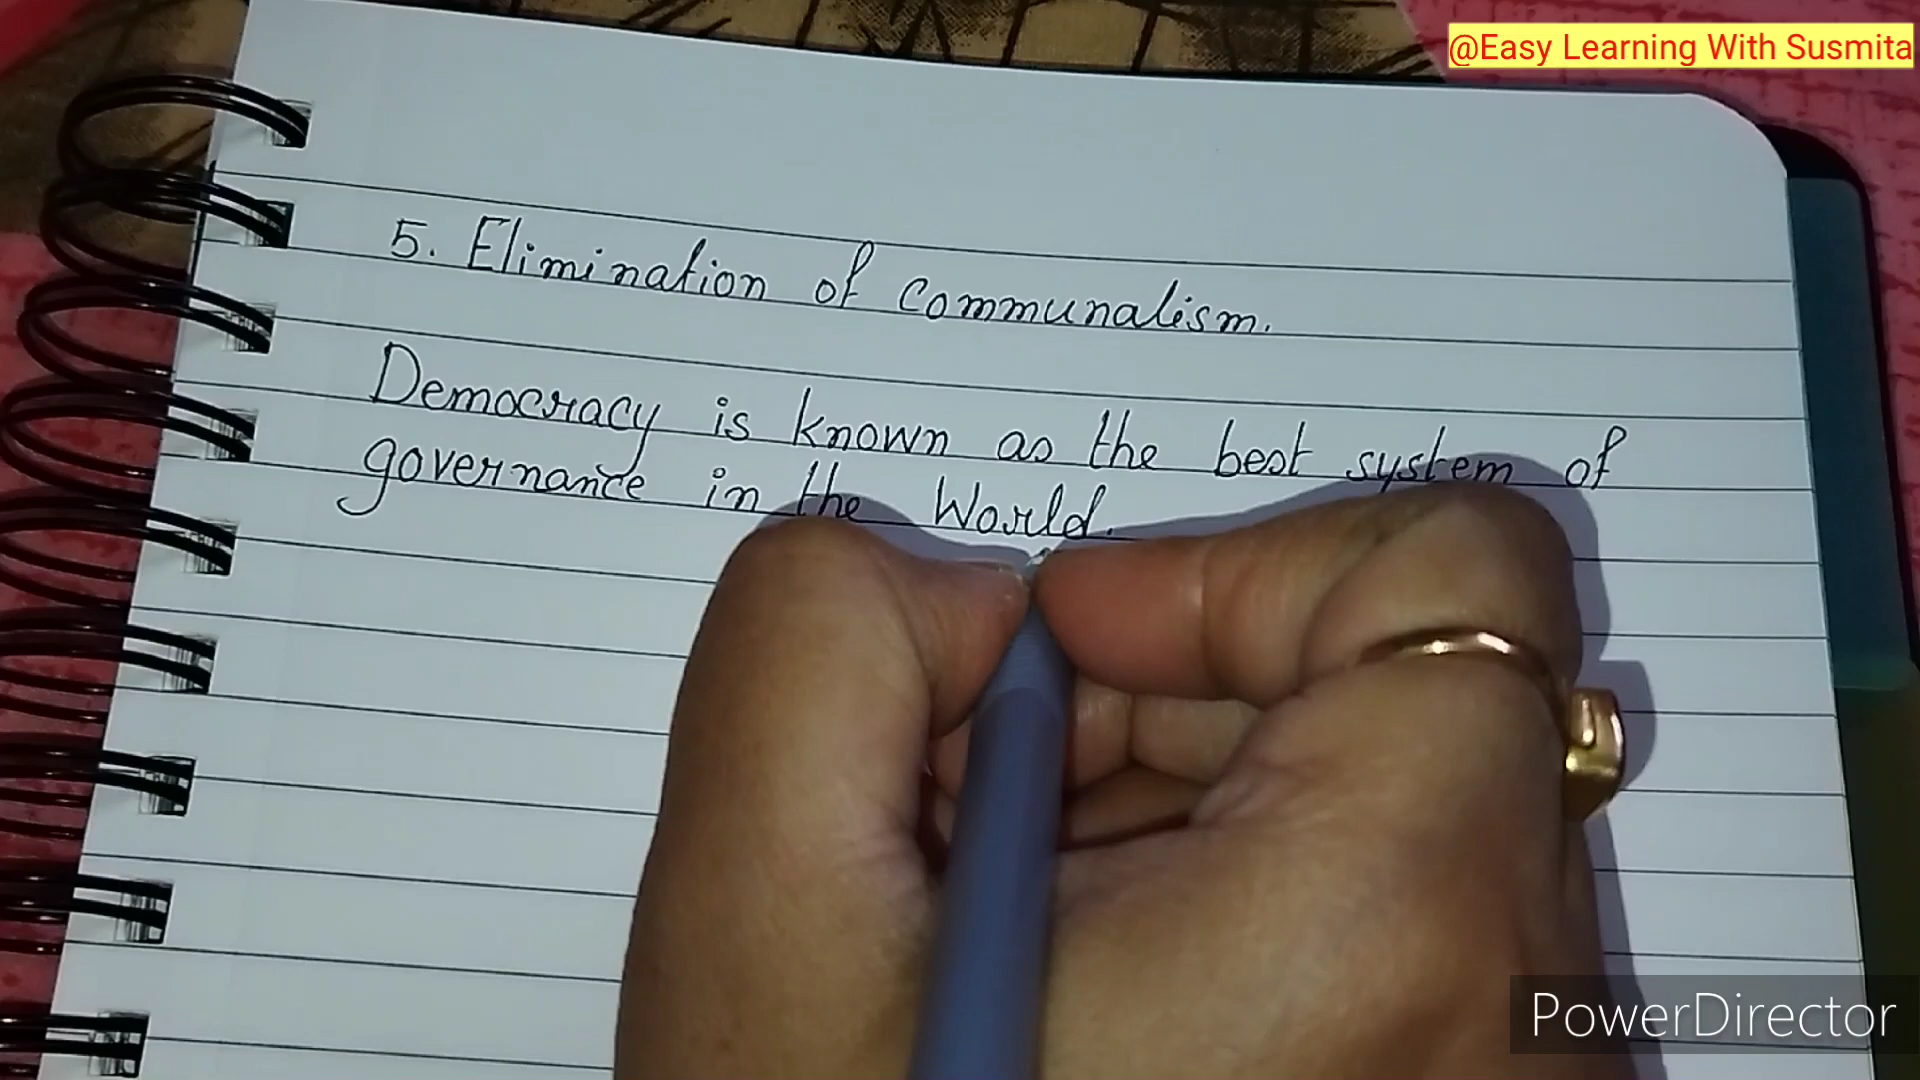 @Easy Learning With Susmita
5. Elimination of communalism.
Democracy is known as the best system of
governance in the World.
PowerDirector